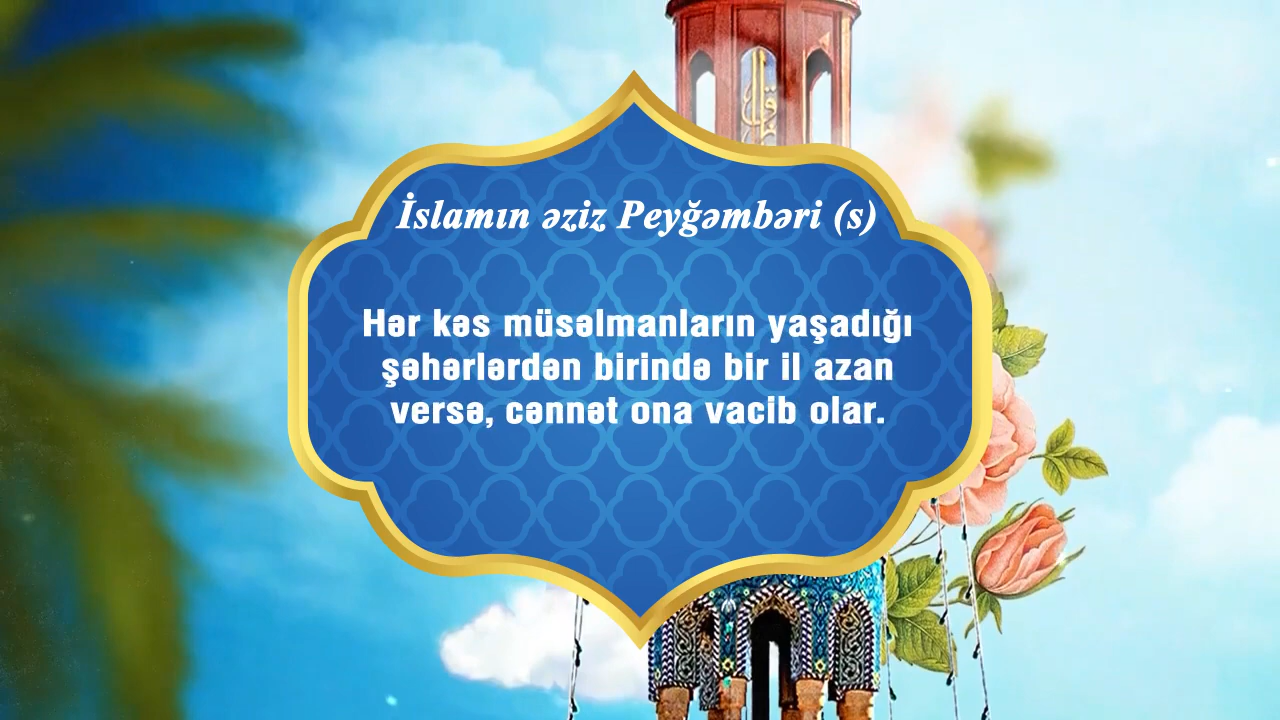 İslamın əziz Peyğəmbəri (s)
Hər kəs müsəlmanların yaşadığı
şəhərlərdən birində bir il azan
versə, cənnət ona vacib olar.